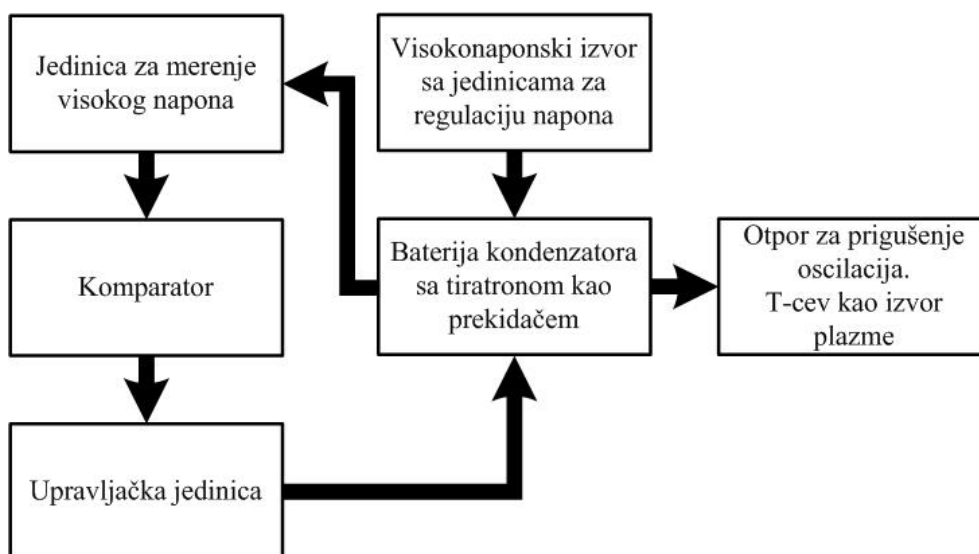 Jedinica za merenje
visokog napona
Visokonaponski izvor
sa jedinicama za
regulaciju napona
Komparator
Baterija kondenzatora
sa tiratronom kao
prekidačem
Otpor za prigušenje
oscilacija.
T-cev kao izvor
plazme
Upravljačka jedinica